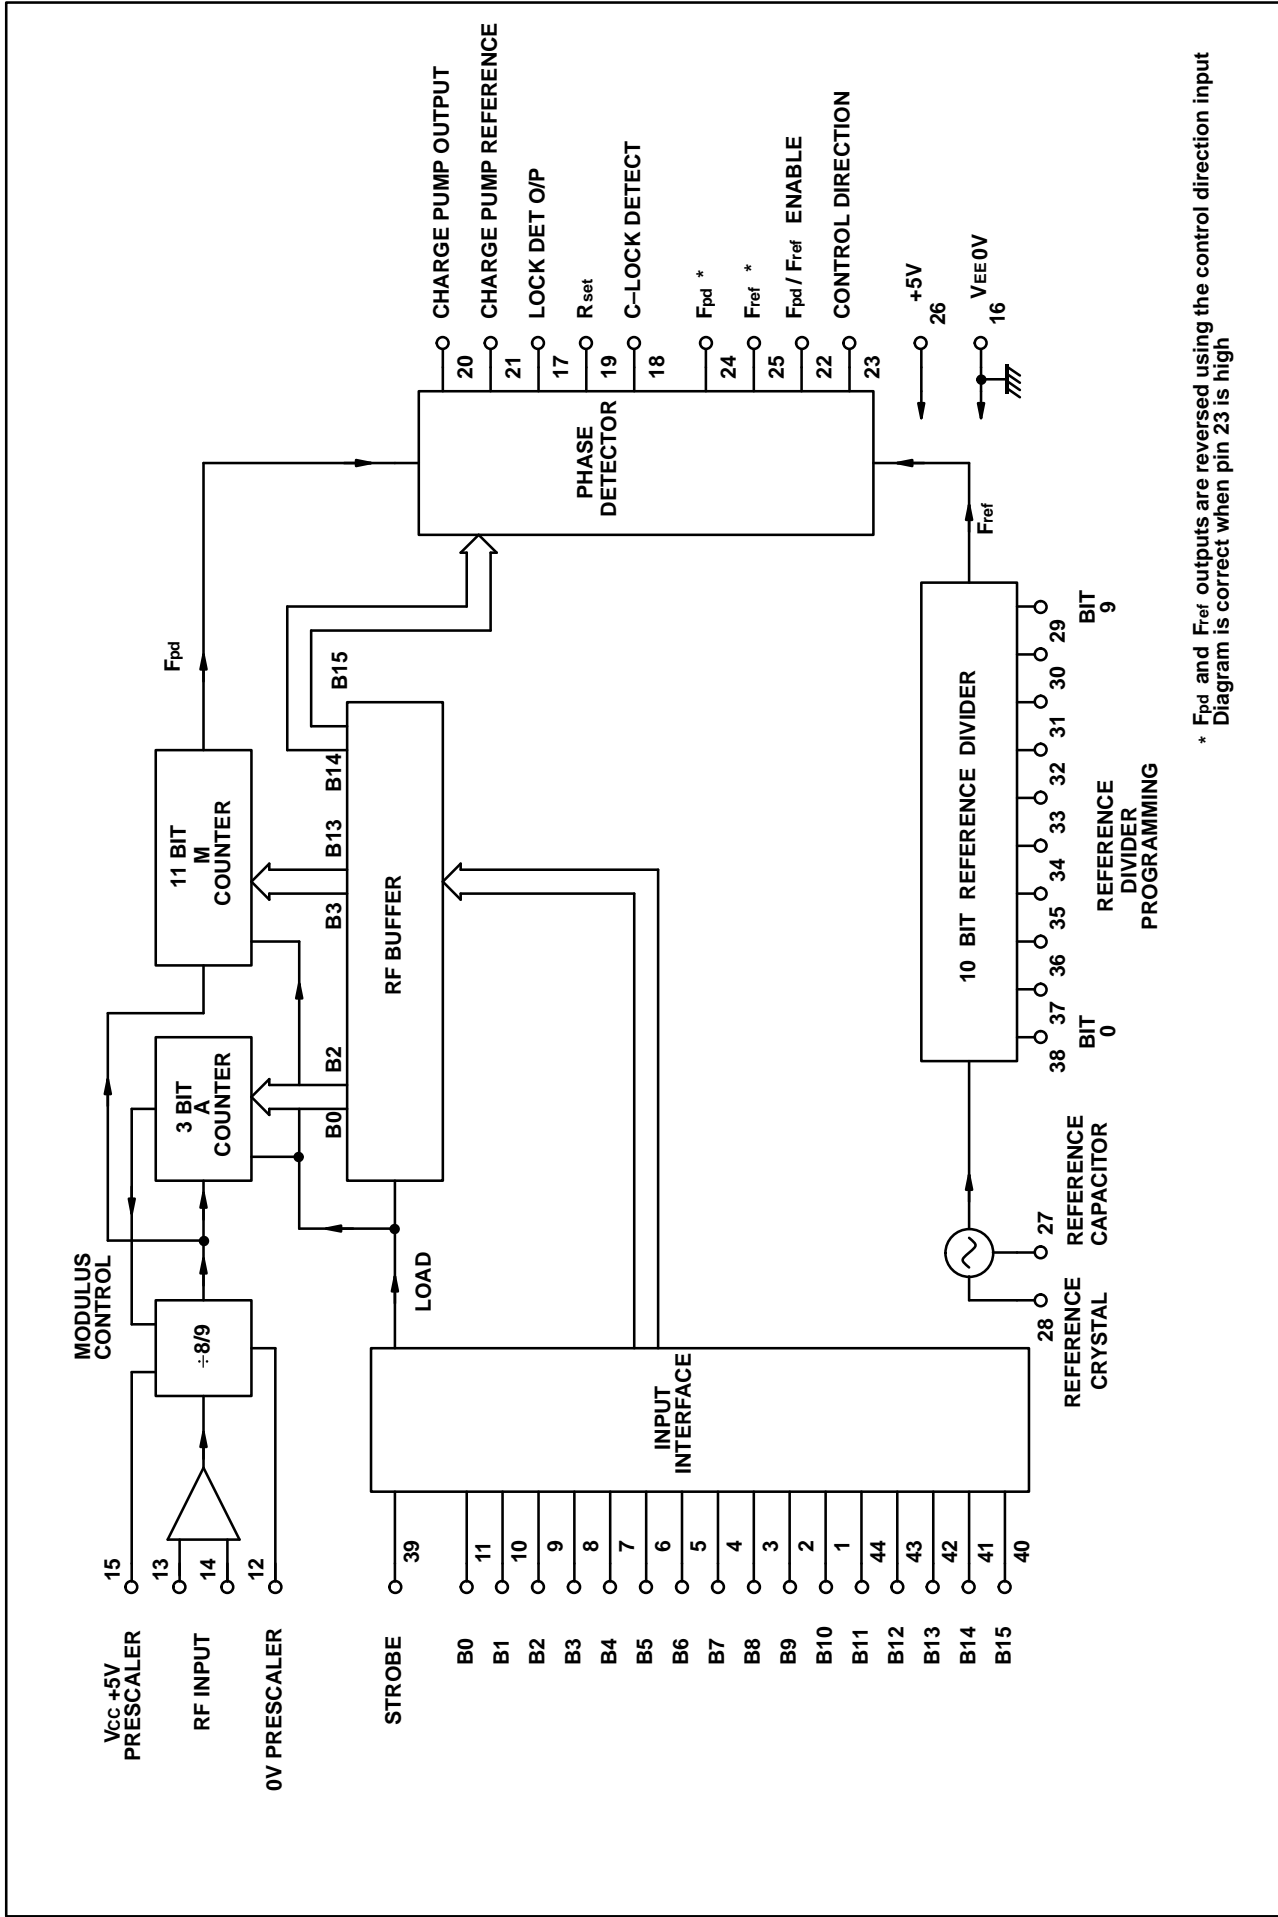 VCC +5V
PRESCALER
15
RF INPUT
13
14
0V PRESCALER
12
MODULUS
CONTROL
÷8/9
3 BIT
A
COUNTER
11 BIT
M
COUNTER
Fpd
STROBE
39
LOAD
B0
B2
B3
B13
B14
B15
RF BUFFER
INPUT
INTERFACE
B0
11
B1
10
B2
9
B3
8
B4
7
B5
6
B6
5
B7
4
B8
3
B9
2
B10
1
B11
44
B12
43
B13
42
B14
41
B15
40
PHASE
DETECTOR
20
CHARGE PUMP OUTPUT
21
CHARGE PUMP REFERENCE
17
LOCK DET O/P
19
Rset
18
C–LOCK DETECT
24
Fpd *
25
Fref *
22
Fpd / Fref ENABLE
23
CONTROL DIRECTION
+5V
26
VEE 0V
16
Fref
10 BIT REFERENCE DIVIDER
28
REFERENCE
CRYSTAL
27
REFERENCE
CAPACITOR
38
37
36
35
34
33
32
31
30
29
BIT
0
BIT
9
REFERENCE
DIVIDER
PROGRAMMING
* Fpd and Fref outputs are reversed using the control direction input
Diagram is correct when pin 23 is high